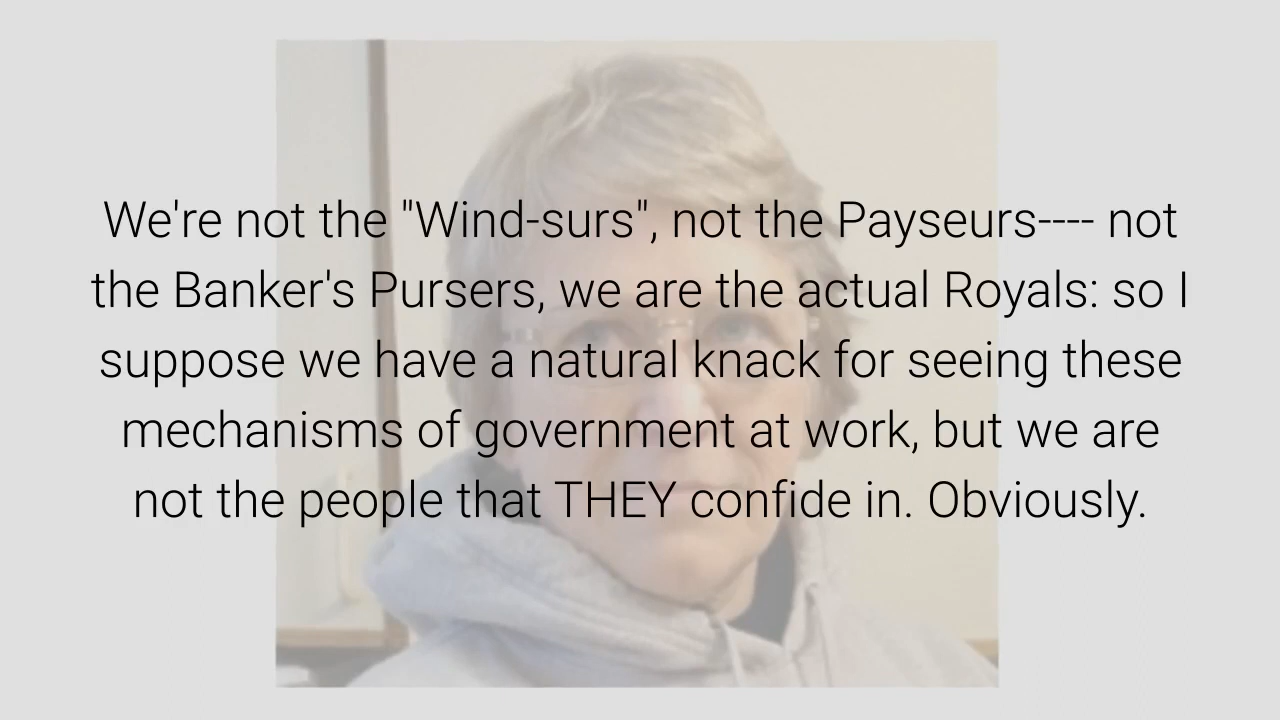 We're not the "Wind-surs", not the Payseurs---- not
the Banker's Pursers, we are the actual Royals: so I
suppose we have a natural knack for seeing these
mechanisms of government at work, but we are
not the people that THEY confide in. Obviously.